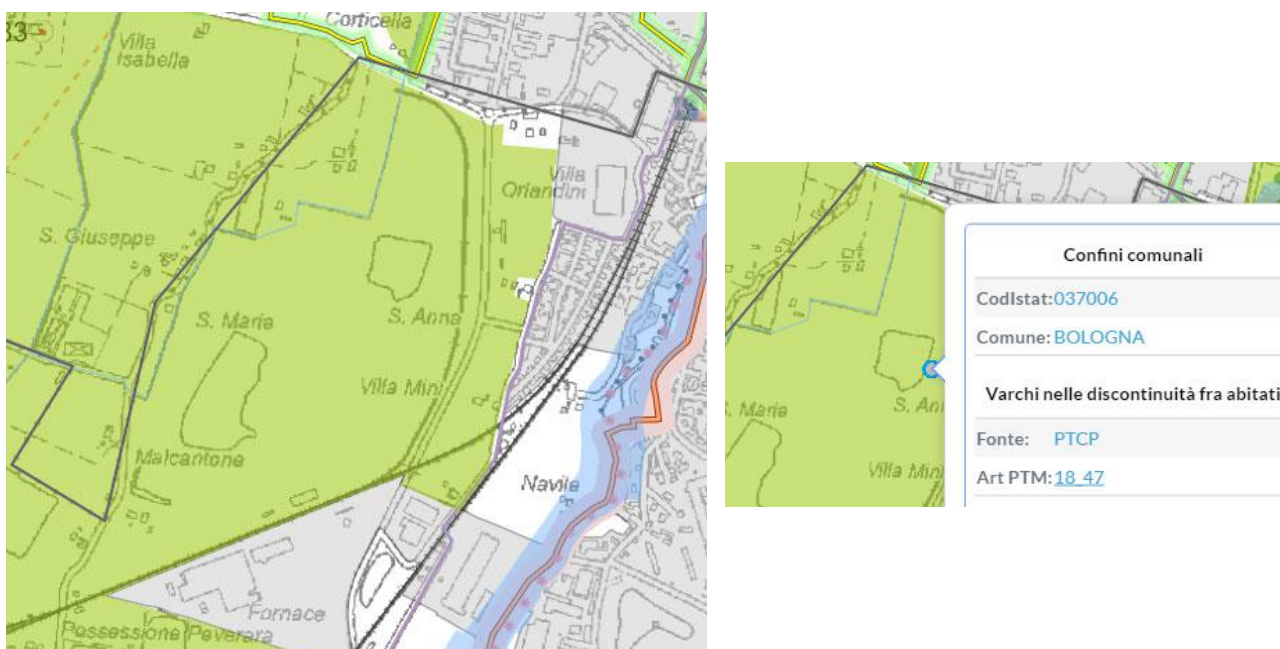 33
Corticella
Villa
Isabella
Villa
Orlandini
S. Giuseppe
S. Maria
S. Anna
Villa Mini
Malcantone
Navile
Fornace
Possessione Peverara
Confini comunali
CodIstat:037006
Comune: BOLOGNA
Varchi nelle discontinuità fra abitati
Fonte: PTCP
Art PTM:18_47
Maria
S. An
Villa Mini